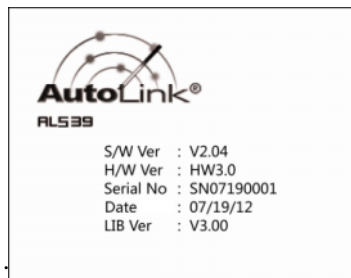 AutoLink®
AL539
S/W Ver : V2.04
H/W Ver : HW3.0
Serial No : SN07190001
Date : 07/19/12
LIB Ver : V3.00
.